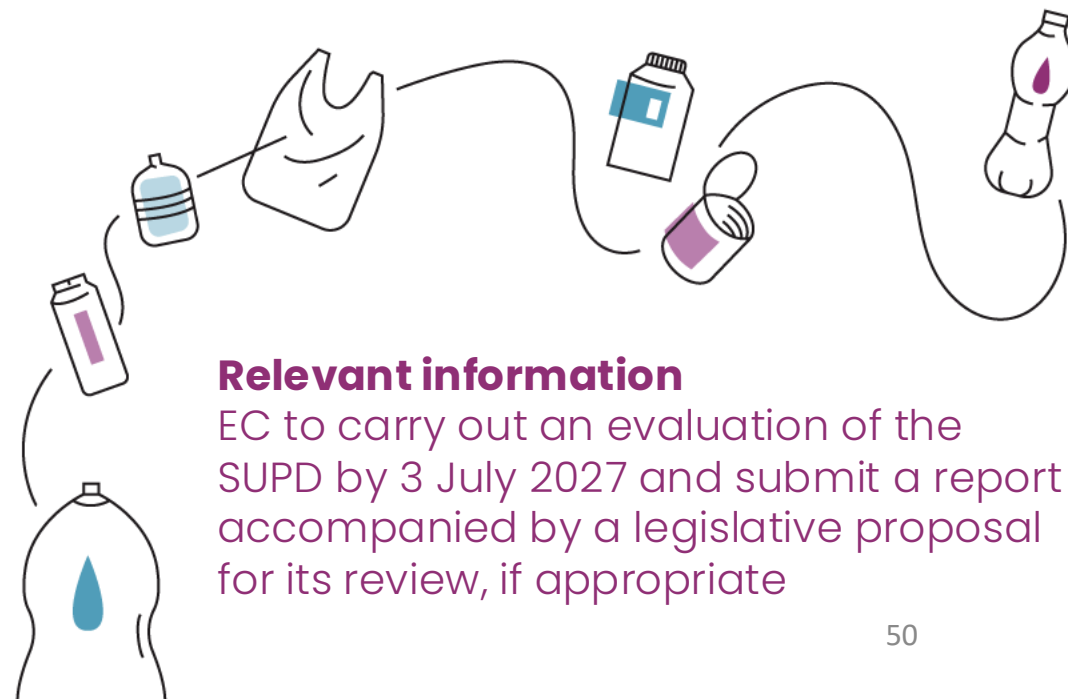 Relevant information
EC to carry out an evaluation of the
SUPD by 3 July 2027 and submit a report
accompanied by a legislative proposal
for its review, if appropriate
50